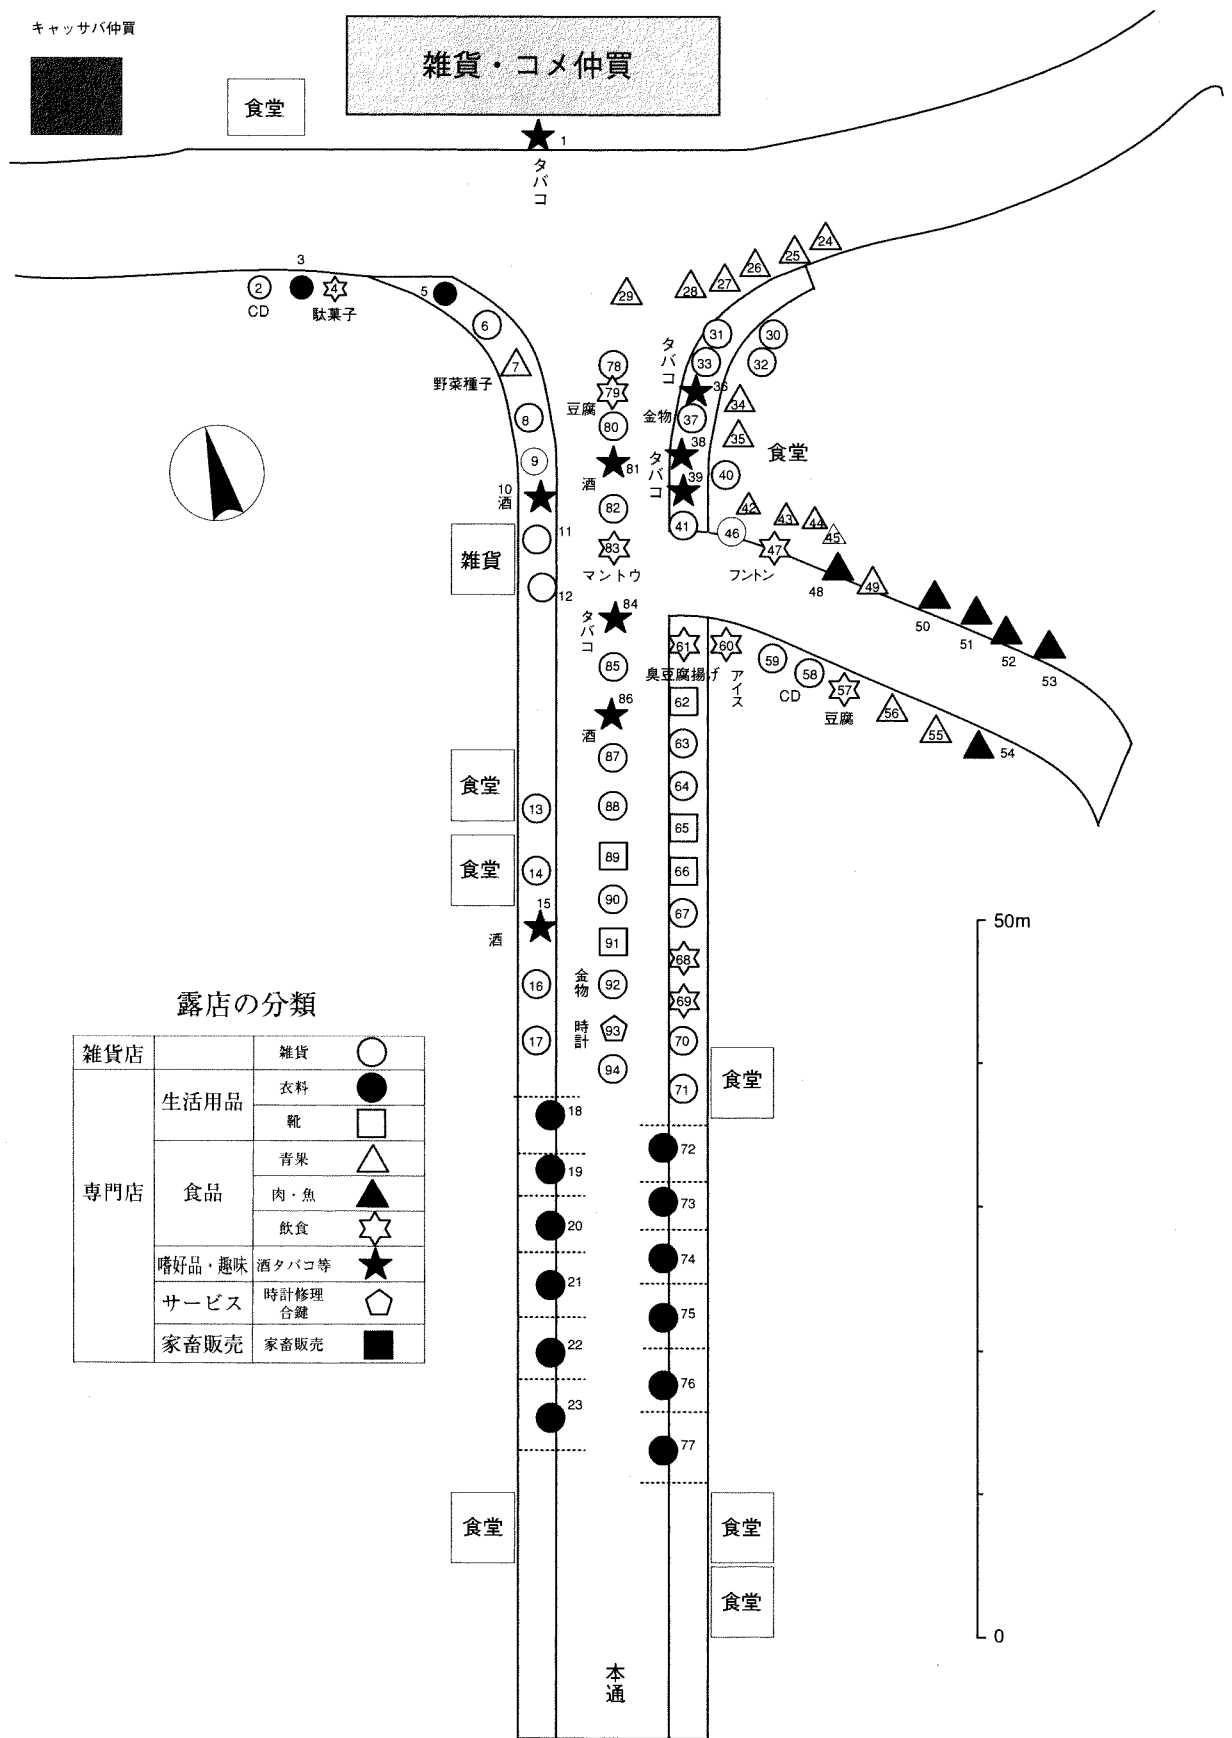 キャッサバ仲買
雑貨・コメ仲買
食堂
1
タバコ
2
CD
3
4
駄菓子
5
6
7
野菜種子
8
9
10
酒
11
雑貨
12
食堂
13
食堂
14
15
酒
16
17
18
19
20
21
22
23
24
25
26
27
28
29
30
31
32
33
タバコ
34
35
36
金物
37
38
タバコ
39
40
食堂
41
42
43
44
45
46
47
フントン
48
49
50
51
52
53
54
55
56
57
豆腐
58
CD
59
60
アイス
61
臭豆腐揚げ
62
63
64
65
66
67
68
69
70
71
食堂
72
73
74
75
76
77
78
79
豆腐
80
81
酒
82
83
マントウ
84
タバコ
85
86
酒
87
88
89
90
91
92
金物
93
時計
94
50m
0
露店の分類
雑貨店 雑貨
専門店 生活用品 衣料
靴
食品 青果
肉・魚
飲食
嗜好品・趣味 酒タバコ等
サービス 時計修理
合鍵
家畜販売 家畜販売
食堂
食堂
食堂
本通